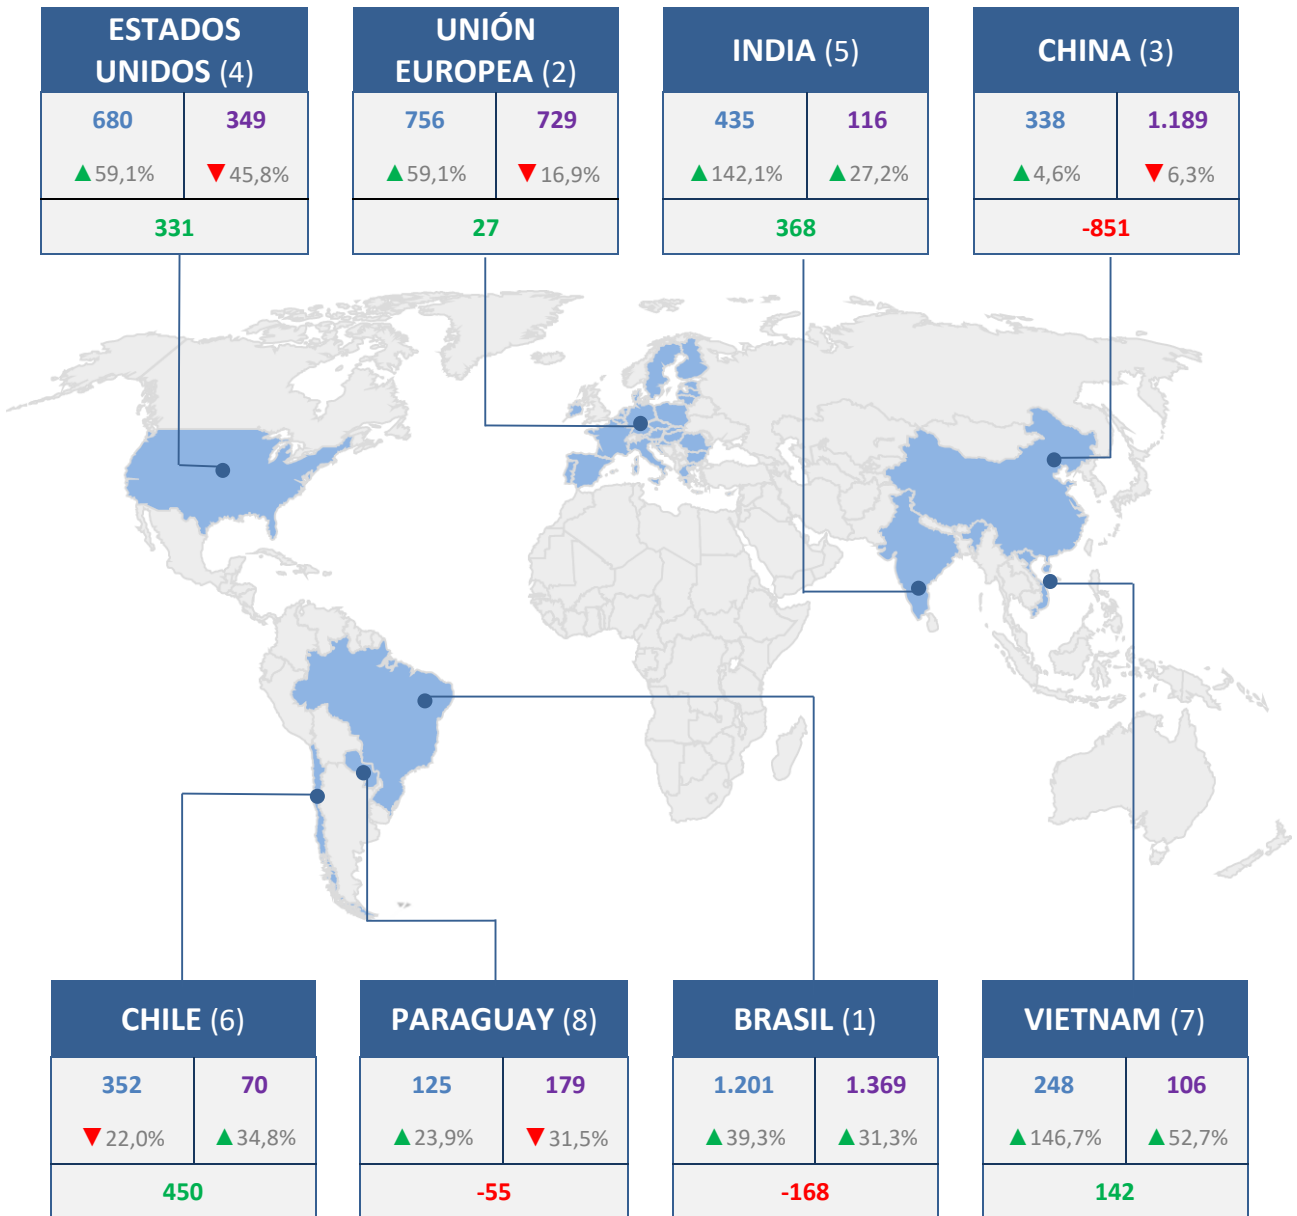 ESTADOS
UNIDOS (4)
680 349
▲59,1% ▼45,8%
331
UNIÓN
EUROPEA (2)
756 729
▲59,1% ▼16,9%
27
INDIA (5)
435 116
▲142,1% ▲27,2%
368
CHINA (3)
338 1.189
▲4,6% ▼6,3%
-851
CHILE (6)
352 70
▼22,0% ▲34,8%
450
PARAGUAY (8)
125 179
▲23,9% ▼31,5%
-55
BRASIL (1)
1.201 1.369
▲39,3% ▲31,3%
-168
VIETNAM (7)
248 106
▲146,7% ▲52,7%
142